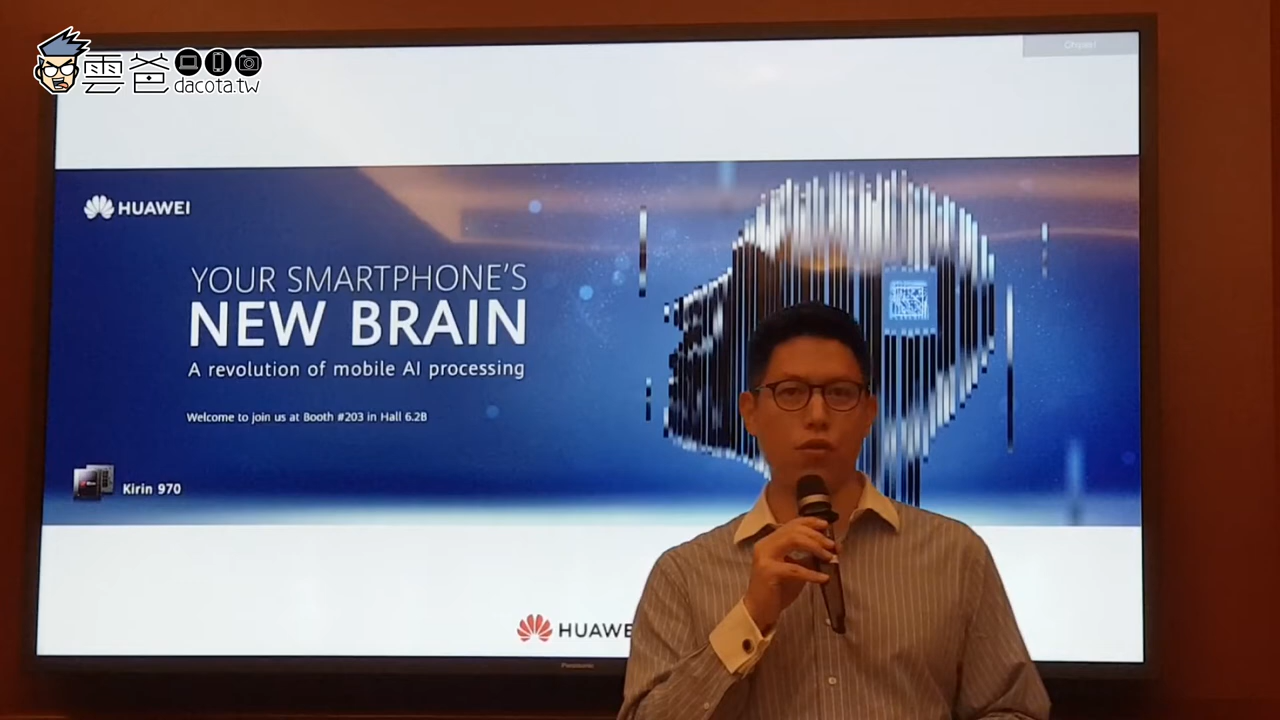 雲爸
dacota.tw
HUAWEI
YOUR SMARTPHONE'S
NEW BRAIN
A revolution of mobile AI processing
Welcome to join us at Booth #203 in Hall 6.2B
Kirin 970
HUAWE
Panasonic